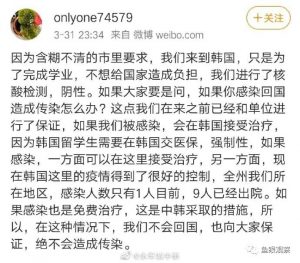 onlyone74579
3-31 23:34 来自 微博 weibo.com
+关注
因为含糊不清的市里要求，我们来到韩国，只是为
了完成学业，不想给国家造成负担，我们进行了核
酸检测，阴性。如果大家要是问，如果你感染回国
造成传染怎么办？这点我们在来之前已经和单位进
行了保证，如果我们被感染，会在韩国接受治疗，
因为韩国留学生需要在韩国交医保，强制性，如果
感染，一方面可以在这里接受治疗，另一方面，现
在韩国这里的疫情得到了很好的控制，全州我们所
在地区，感染人数只有1人目前，9人已经出院。如
果感染也是免费治疗，这是中韩采取的措施，所
以，在这种情况下，我们不会回国，也向大家保
证，绝不会造成传染。